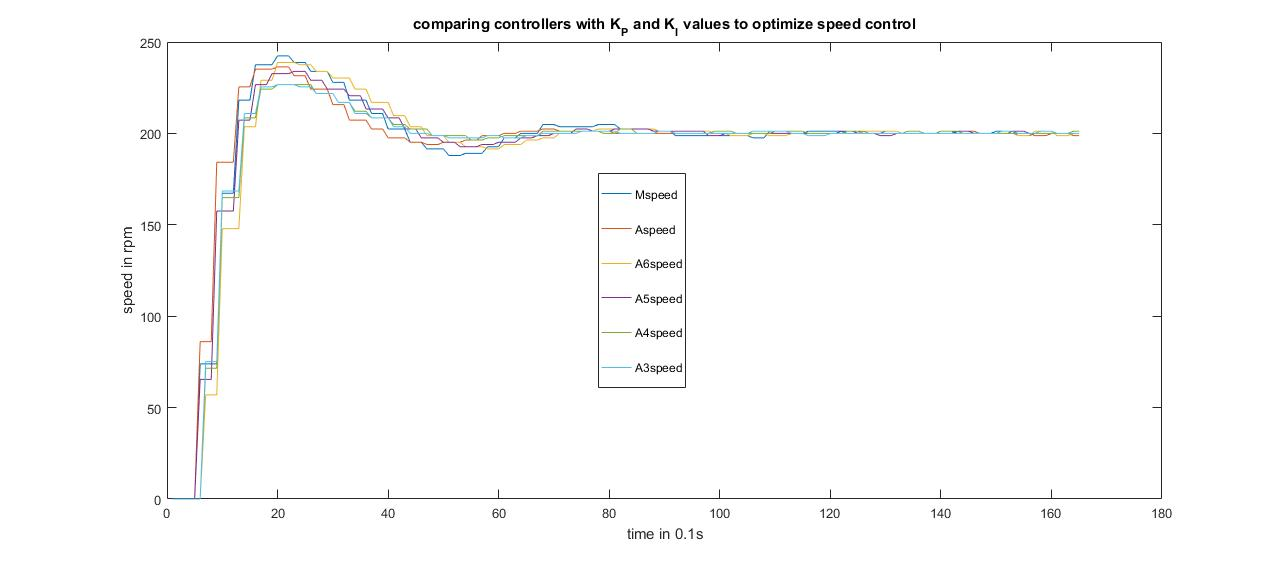 comparing controllers with K_P and K_I values to optimize speed control
250
200
150
100
50
0
speed in rpm
Mspeed
Aspeed
A6speed
A5speed
A4speed
A3speed
0 20 40 60 80 100 120 140 160 180
time in 0.1s